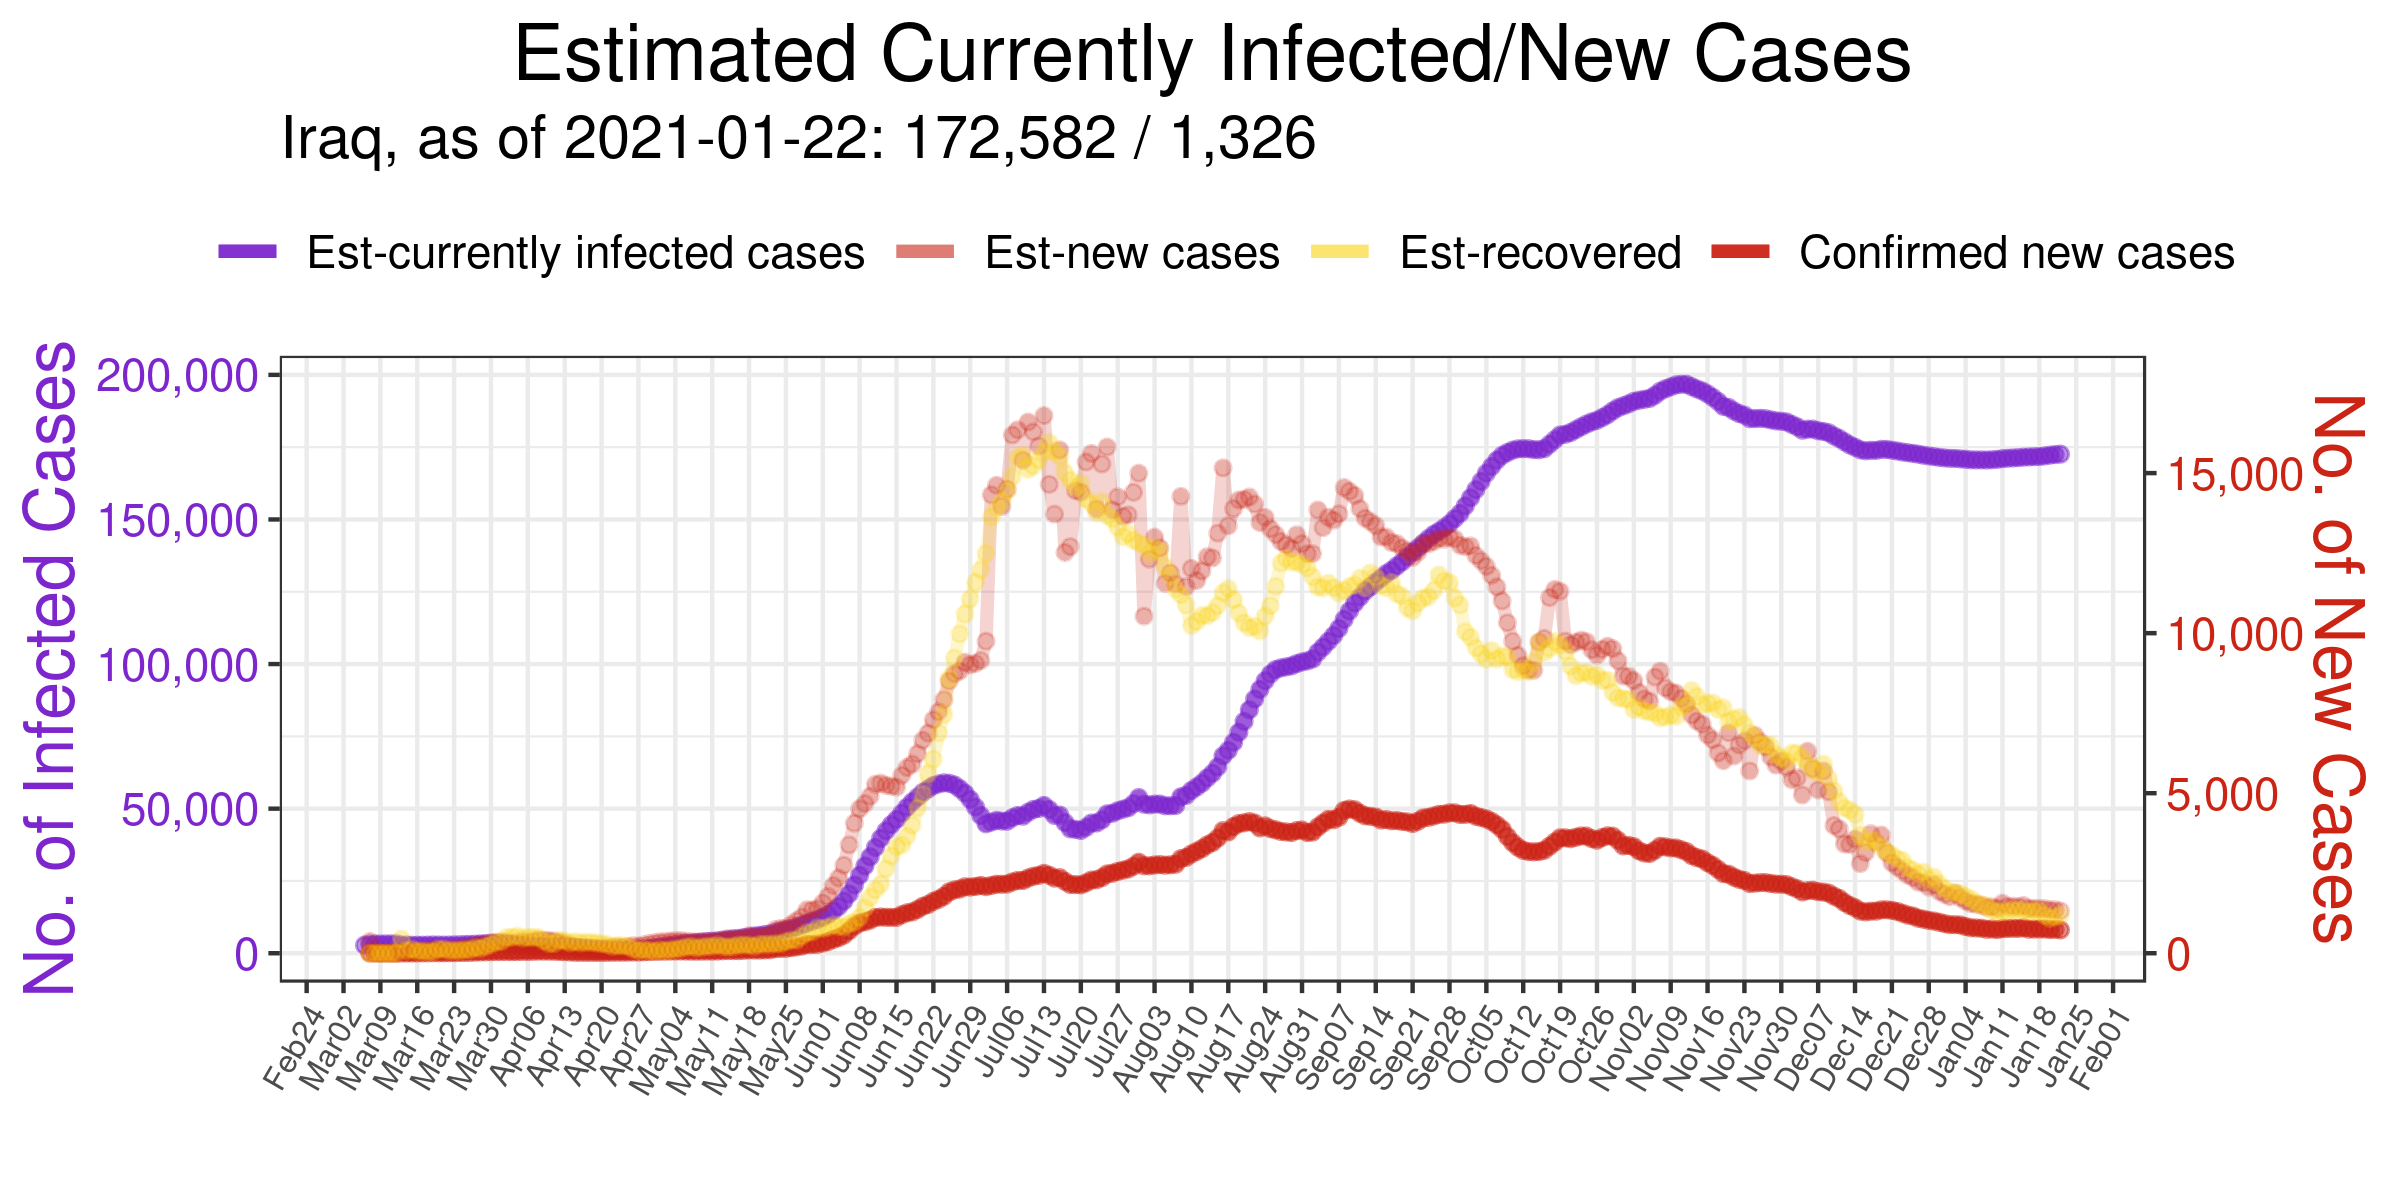 Estimated Currently Infected/New Cases
Iraq, as of 2021-01-22: 172,582 / 1,326
Est-currently infected cases
Est-new cases
Est-recovered
Confirmed new cases
No. of Infected Cases
200,000
150,000
100,000
50,000
0
15,000
10,000
5,000
0
No. of New Cases
Feb24
Mar02
Mar09
Mar16
Mar23
Mar30
Apr06
Apr13
Apr20
Apr27
May04
May11
May18
May25
Jun01
Jun08
Jun15
Jun22
Jun29
Jul06
Jul13
Jul20
Jul27
Aug03
Aug10
Aug17
Aug24
Aug31
Sep07
Sep14
Sep21
Sep28
Oct05
Oct12
Oct19
Oct26
Nov02
Nov09
Nov16
Nov23
Nov30
Dec07
Dec14
Dec21
Dec28
Jan04
Jan11
Jan18
Jan25
Feb01